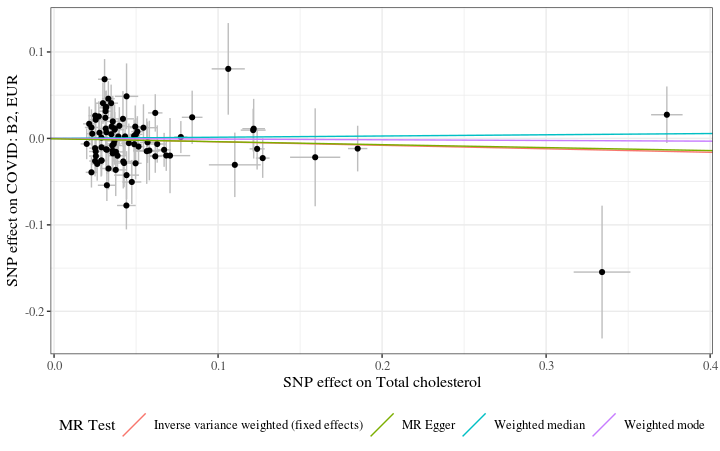 SNP effect on COVID: B2, EUR
0.1
0.0
-0.1
-0.2
0.0 0.1 0.2 0.3 0.4
SNP effect on Total cholesterol
MR Test Inverse variance weighted (fixed effects) MR Egger Weighted median Weighted mode